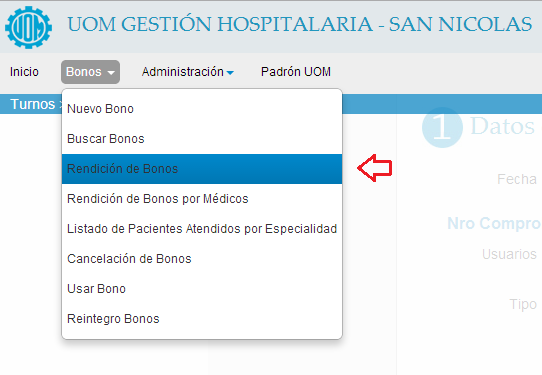 UOM UOM GESTIÓN HOSPITALARIA - SAN NICOLAS
Inicio Bonos Administración Padrón UOM
Turnos
Nuevo Bono
1 Datos
Buscar Bonos
Rendición de Bonos
Fecha
Rendición de Bonos por Médicos
Nro Compro
Listado de Pacientes Atendidos por Especialidad
Usuarios
Cancelación de Bonos
Usar Bono
Tipo
Reintegro Bonos